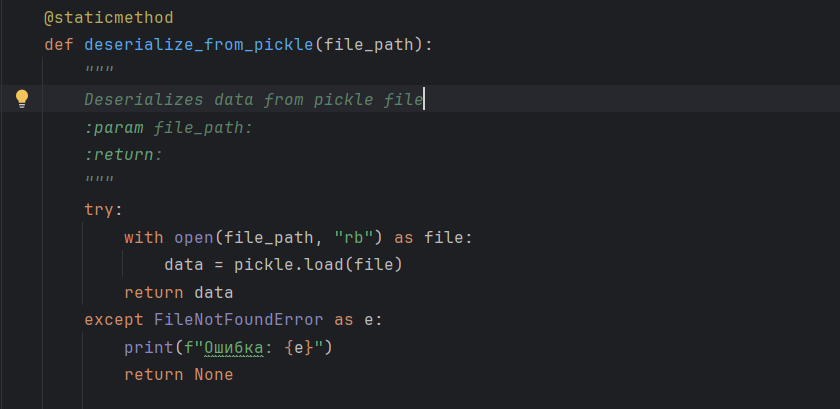 @staticmethod
def deserialize_from_pickle(file_path):
"""
Deserializes data from pickle file
:param file_path:
:return:
"""
try:
with open(file_path, "rb") as file:
data = pickle.load(file)
return data
except FileNotFoundError as e:
print(f"Ошибка: {e}")
return None